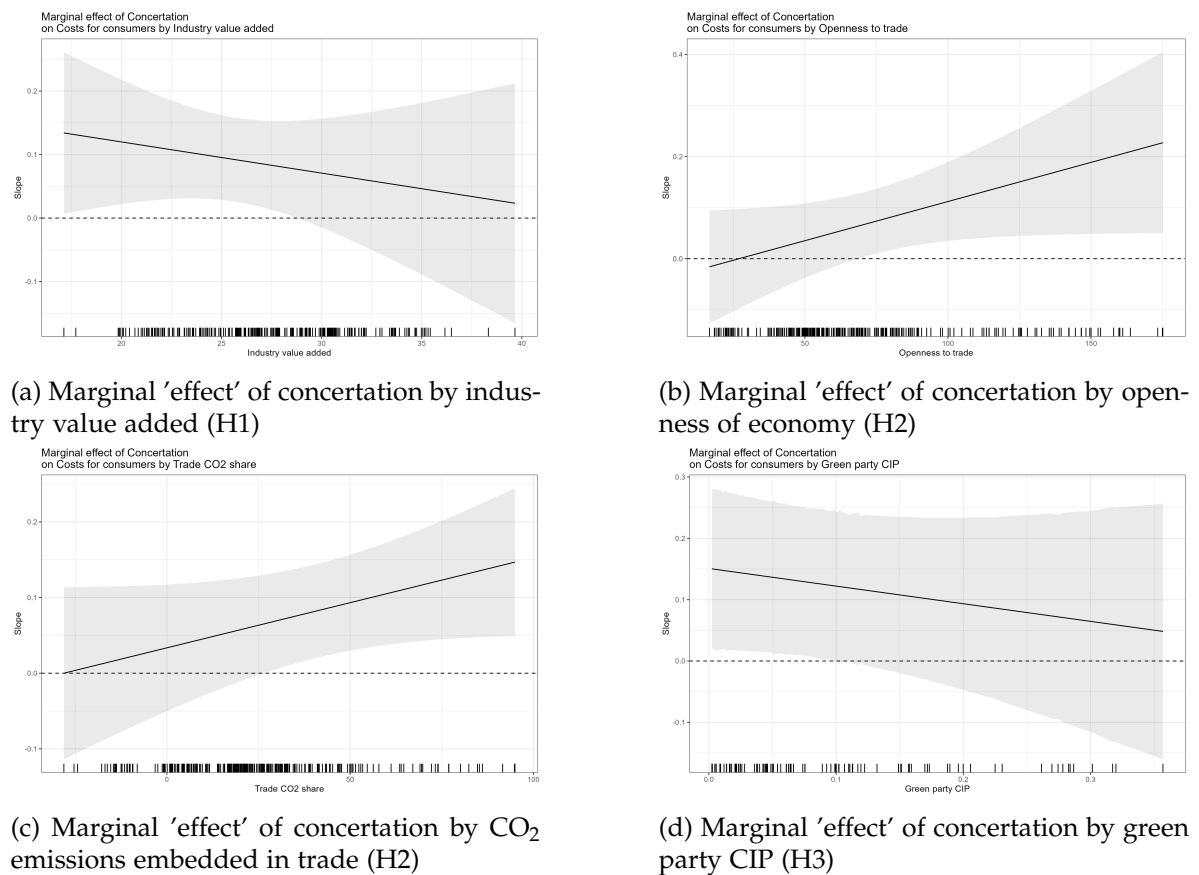 Marginal effect of Concertation
on Costs for consumers by Industry value added
Slope
0.2
0.1
0.0
-0.1
20
25
30
35
40
Industry value added
Marginal effect of Concertation
on Costs for consumers by Openness to trade
Slope
0.4
0.2
0.0
50
100
150
Openness to trade
(a) Marginal ’effect’ of concertation by indus-
try value added (H1)
(b) Marginal ’effect’ of concertation by open-
ness of economy (H2)
Marginal effect of Concertation
on Costs for consumers by Trade CO2 share
Slope
0.2
0.1
0.0
-0.1
0
50
100
Trade CO2 share
Marginal effect of Concertation
on Costs for consumers by Green party CIP
Slope
0.3
0.2
0.1
0.0
-0.1
0.0
0.1
0.2
0.3
Green party CIP
(c) Marginal ’effect’ of concertation by CO₂
emissions embedded in trade (H2)
(d) Marginal ’effect’ of concertation by green
party CIP (H3)